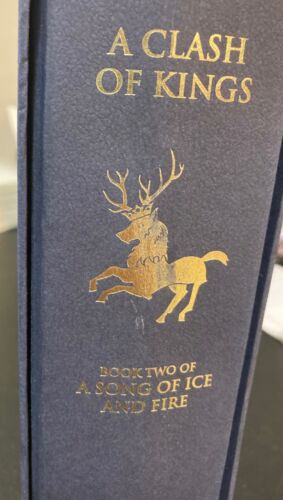 A CLASH
OF KINGS
BOOK TWO OF
A SONG OF ICE
AND FIRE